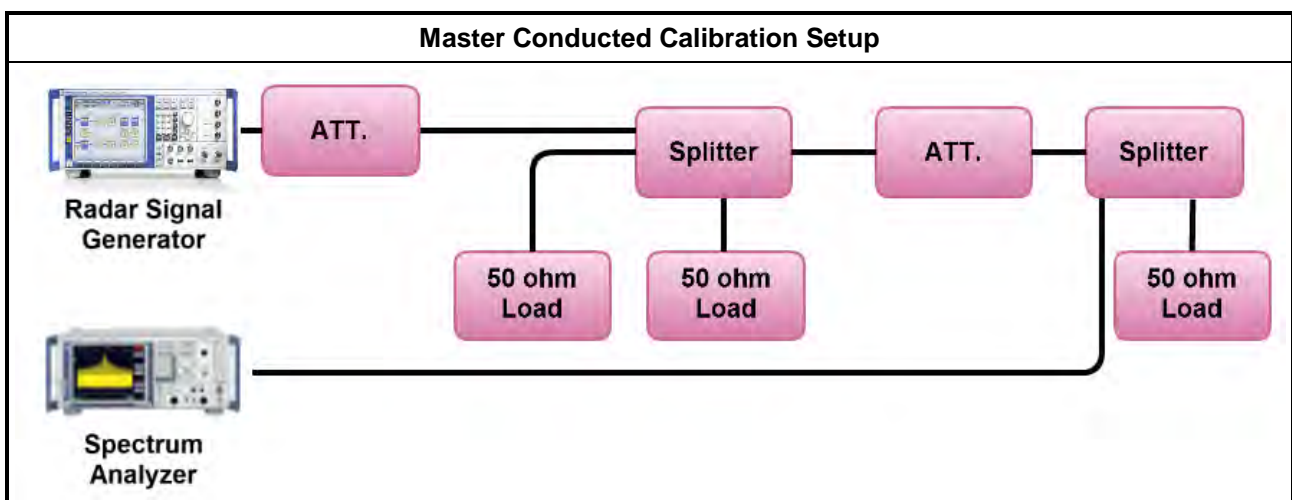 Master Conducted Calibration Setup
ATT.
Splitter
ATT.
Splitter
Radar Signal
Generator
50 ohm
Load
50 ohm
Load
50 ohm
Load
Spectrum
Analyzer